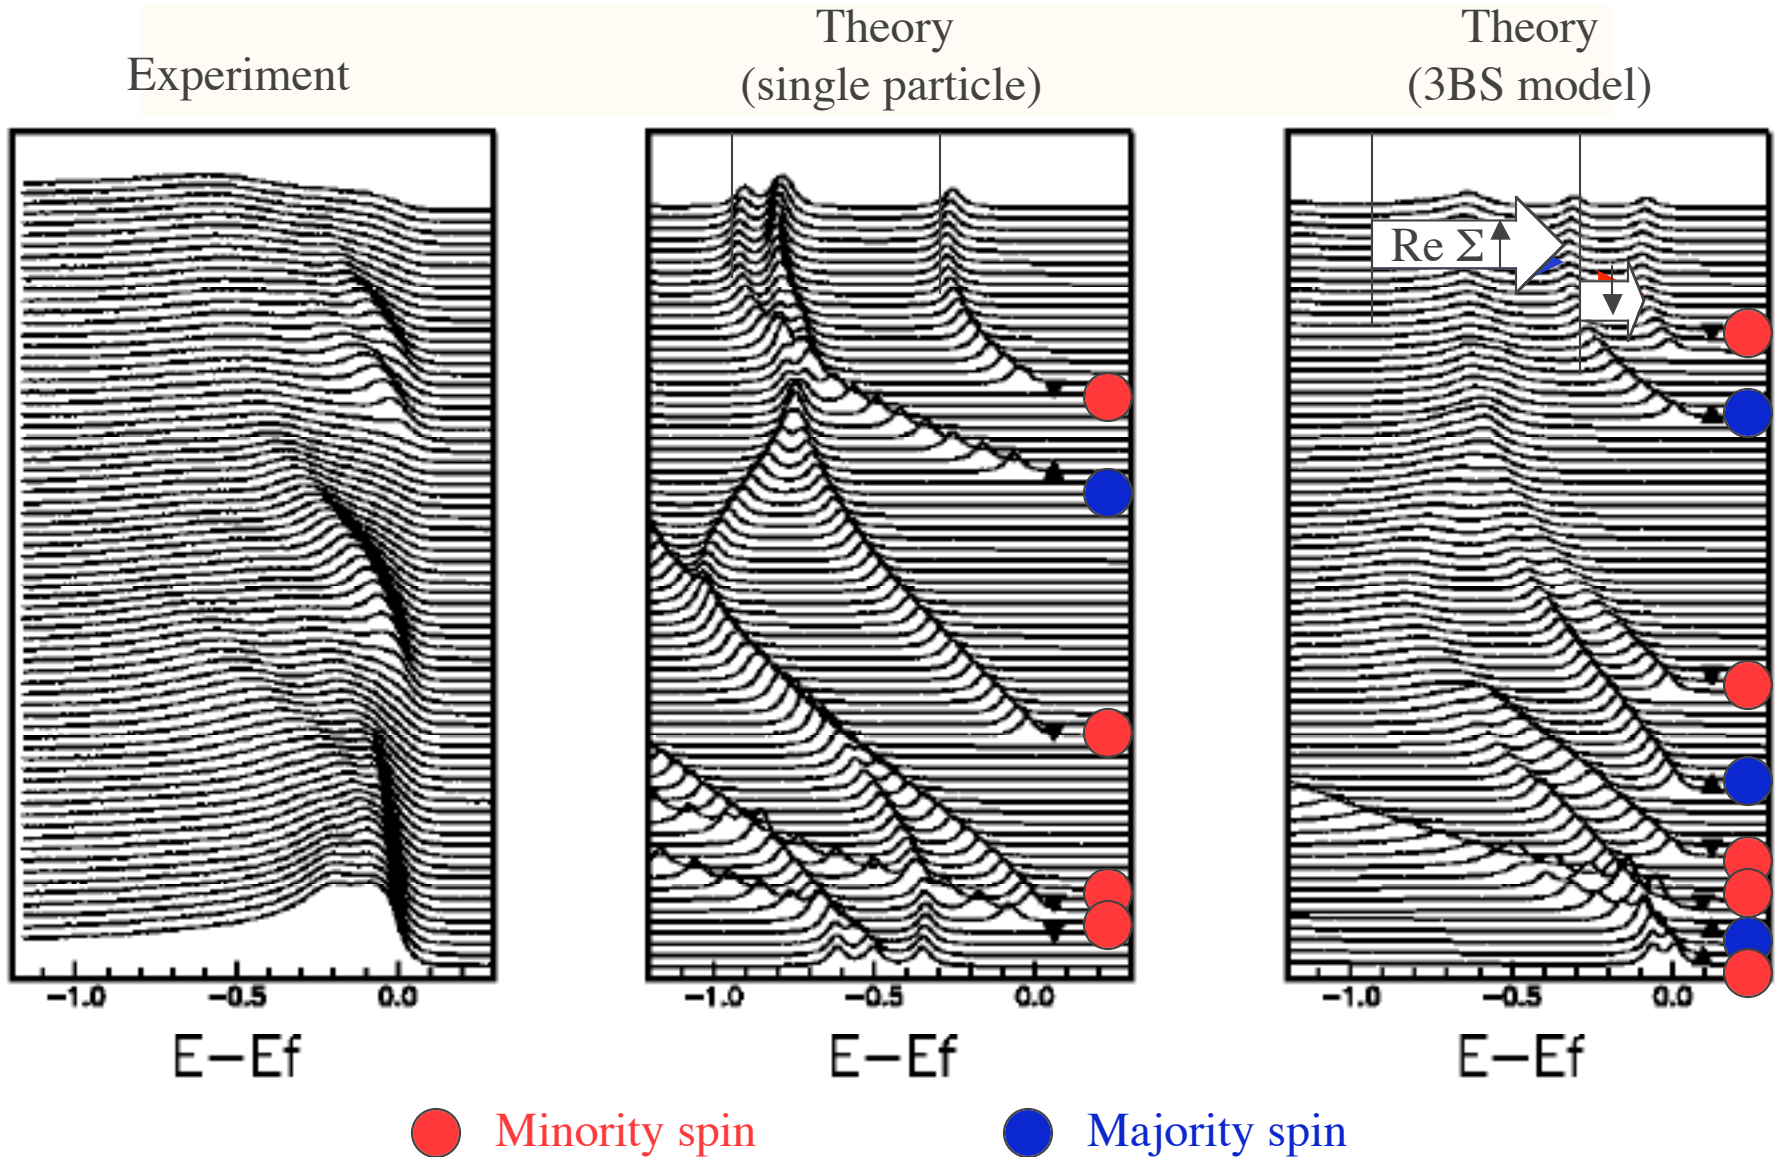 Experiment
Theory
(single particle)
Theory
(3BS model)
Re Σ
−1.0 −0.5 0.0
−1.0 −0.5 0.0
−1.0 −0.5 0.0
E−Ef
E−Ef
E−Ef
Minority spin
Majority spin